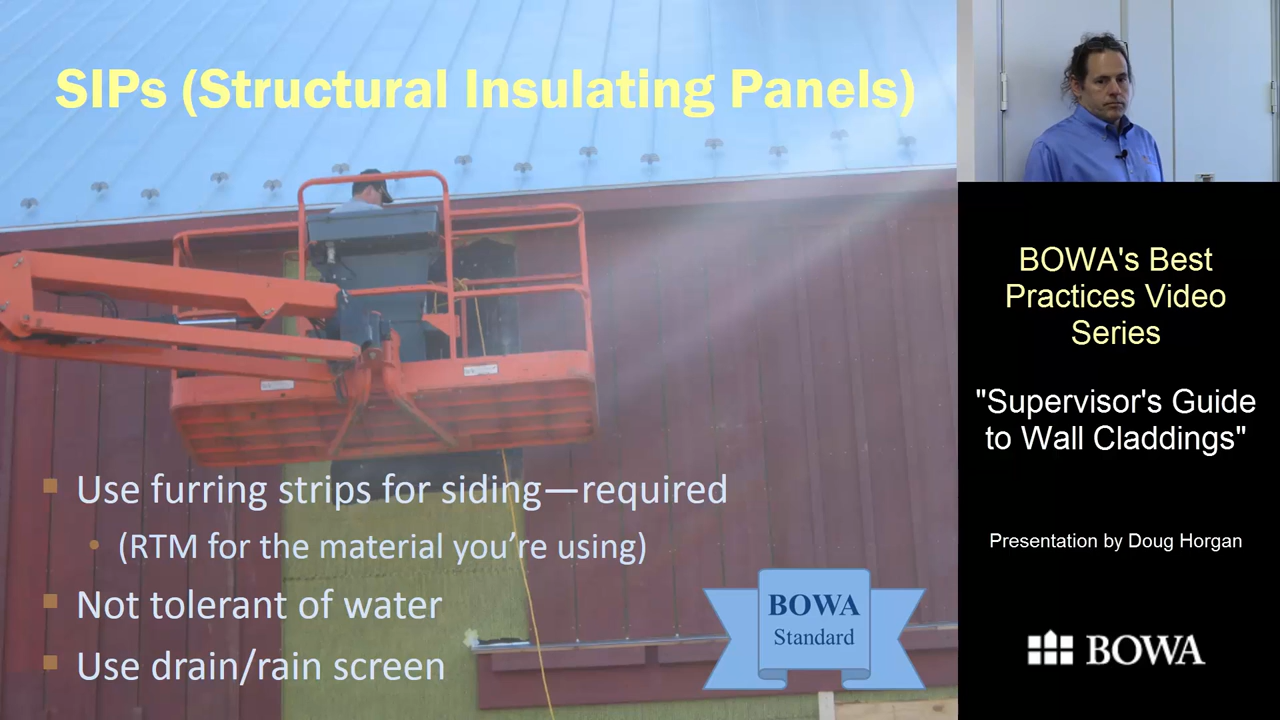 SIPs (Structural Insulating Panels)
Use furring strips for siding—required
(RTM for the material you're using)
Not tolerant of water
Use drain/rain screen
BOWA
Standard
BOWA's Best
Practices Video
Series
"Supervisor's Guide
to Wall Claddings"
Presentation by Doug Horgan
BOWA